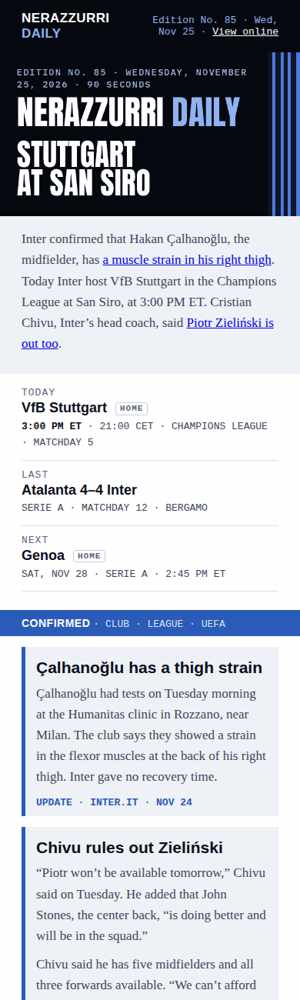 NERAZZURRI
DAILY
Edition No. 85 · Wed,
Nov 25 · View online
EDITION NO. 85 · WEDNESDAY, NOVEMBER
25, 2026 · 90 SECONDS
NERAZZURRI DAILY
STUTTGART
AT SAN SIRO
Inter confirmed that Hakan Çalhanoğlu, the
midfielder, has a muscle strain in his right thigh.
Today Inter host VfB Stuttgart in the Champions
League at San Siro, at 3:00 PM ET. Cristian
Chivu, Inter’s head coach, said Piotr Zieliński is
out too.
TODAY
VfB Stuttgart HOME
3:00 PM ET · 21:00 CET · CHAMPIONS LEAGUE
· MATCHDAY 5
LAST
Atalanta 4–4 Inter
SERIE A · MATCHDAY 12 · BERGAMO
NEXT
Genoa HOME
SAT, NOV 28 · SERIE A · 2:45 PM ET
CONFIRMED · CLUB · LEAGUE · UEFA
Çalhanoğlu has a thigh strain
Çalhanoğlu had tests on Tuesday morning
at the Humanitas clinic in Rozzano, near
Milan. The club says they showed a strain
in the flexor muscles at the back of his right
thigh. Inter gave no recovery time.
UPDATE · INTER.IT · NOV 24
Chivu rules out Zieliński
“Piotr won’t be available tomorrow,” Chivu
said on Tuesday. He added that John
Stones, the center back, “is doing better and
will be in the squad.”
Chivu said he has five midfielders and all
three forwards available. “We can’t afford